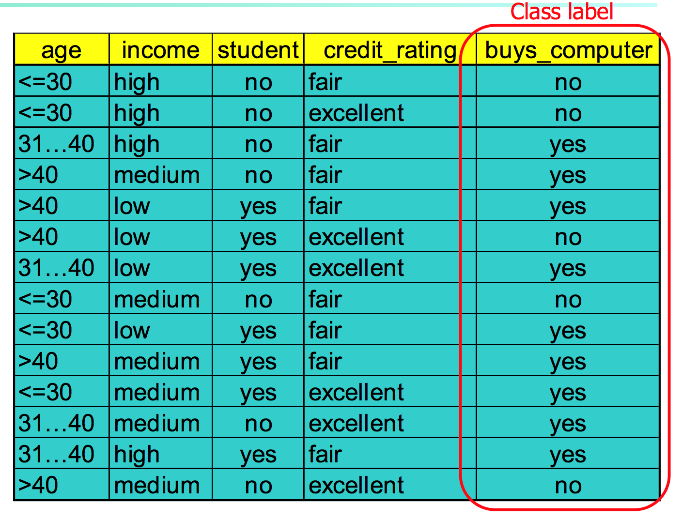 Class label
age income student credit_rating buys_computer
<=30 high no fair no
<=30 high no excellent no
31…40 high no fair yes
>40 medium no fair yes
>40 low yes fair yes
>40 low yes excellent no
31…40 low yes excellent yes
<=30 medium no fair no
<=30 low yes fair yes
>40 medium yes fair yes
<=30 medium yes excellent yes
31…40 medium no excellent yes
31…40 high yes fair yes
>40 medium no excellent no